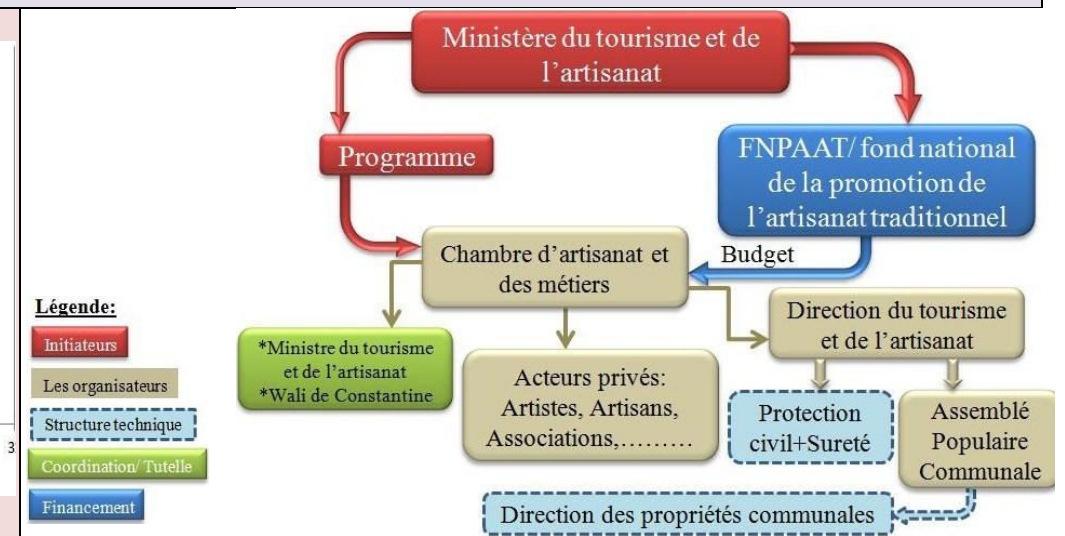 Ministère du tourisme et de
l'artisanat
Programme
FNPAAT/ fond national
de la promotion de
l'artisanat traditionnel
Chambre d'artisanat et
des métiers
Budget
Direction du tourisme
et de l'artisanat
*Ministre du tourisme
et de l'artisanat
*Wali de Constantine
Acteurs privés:
Artistes, Artisans,
Associations,………
Protection
civil+Sureté
Assemblé
Populaire
Communale
Direction des propriétés communales
Légende:
Initiateurs
Les organisateurs
Structure technique
Coordination/ Tutelle
Financement
3